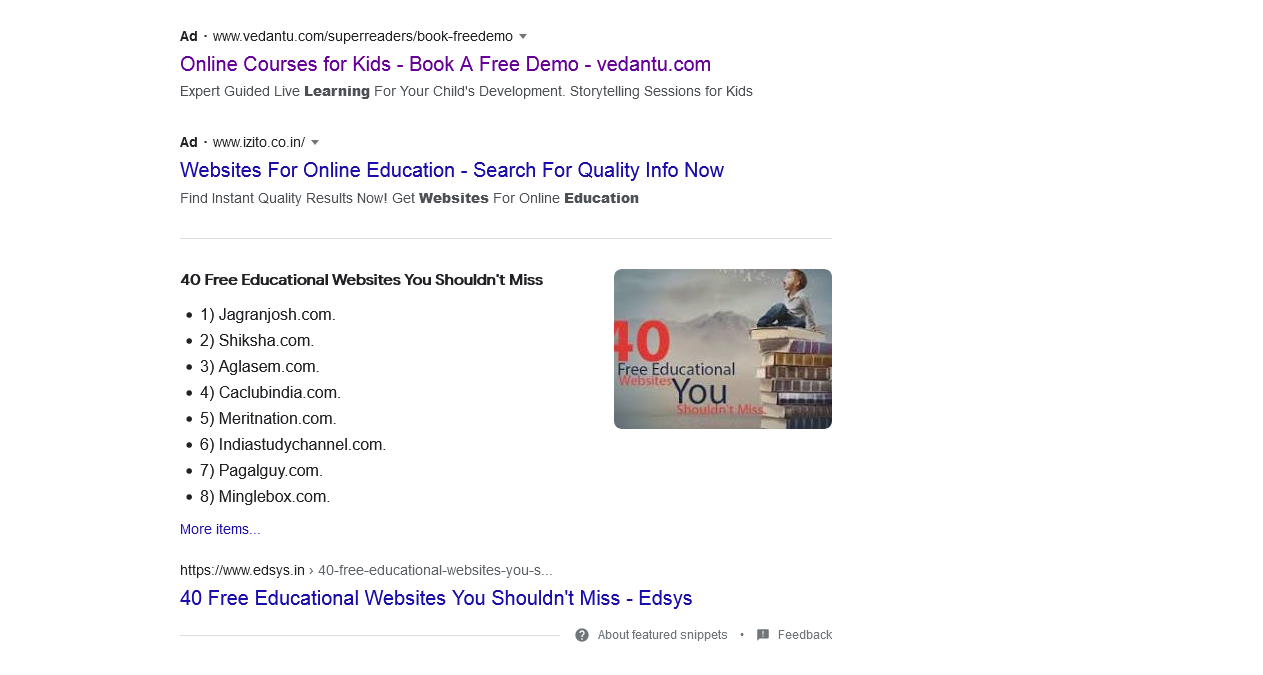 Ad · www.vedantu.com/superreaders/book-freedemo
Online Courses for Kids - Book A Free Demo - vedantu.com
Expert Guided Live Learning For Your Child's Development. Storytelling Sessions for Kids
Ad · www.izito.co.in/
Websites For Online Education - Search For Quality Info Now
Find Instant Quality Results Now! Get Websites For Online Education
40 Free Educational Websites You Shouldn't Miss
• 1) Jagranjosh.com.
• 2) Shiksha.com.
• 3) Aglasem.com.
• 4) Caclubindia.com.
• 5) Meritnation.com.
• 6) Indiastudychannel.com.
• 7) Pagalguy.com.
• 8) Minglebox.com.
More items...
40
Free Educational
Websites
You
Shouldn't Miss
https://www.edsys.in › 40-free-educational-websites-you-s...
40 Free Educational Websites You Shouldn't Miss - Edsys
About featured snippets • Feedback